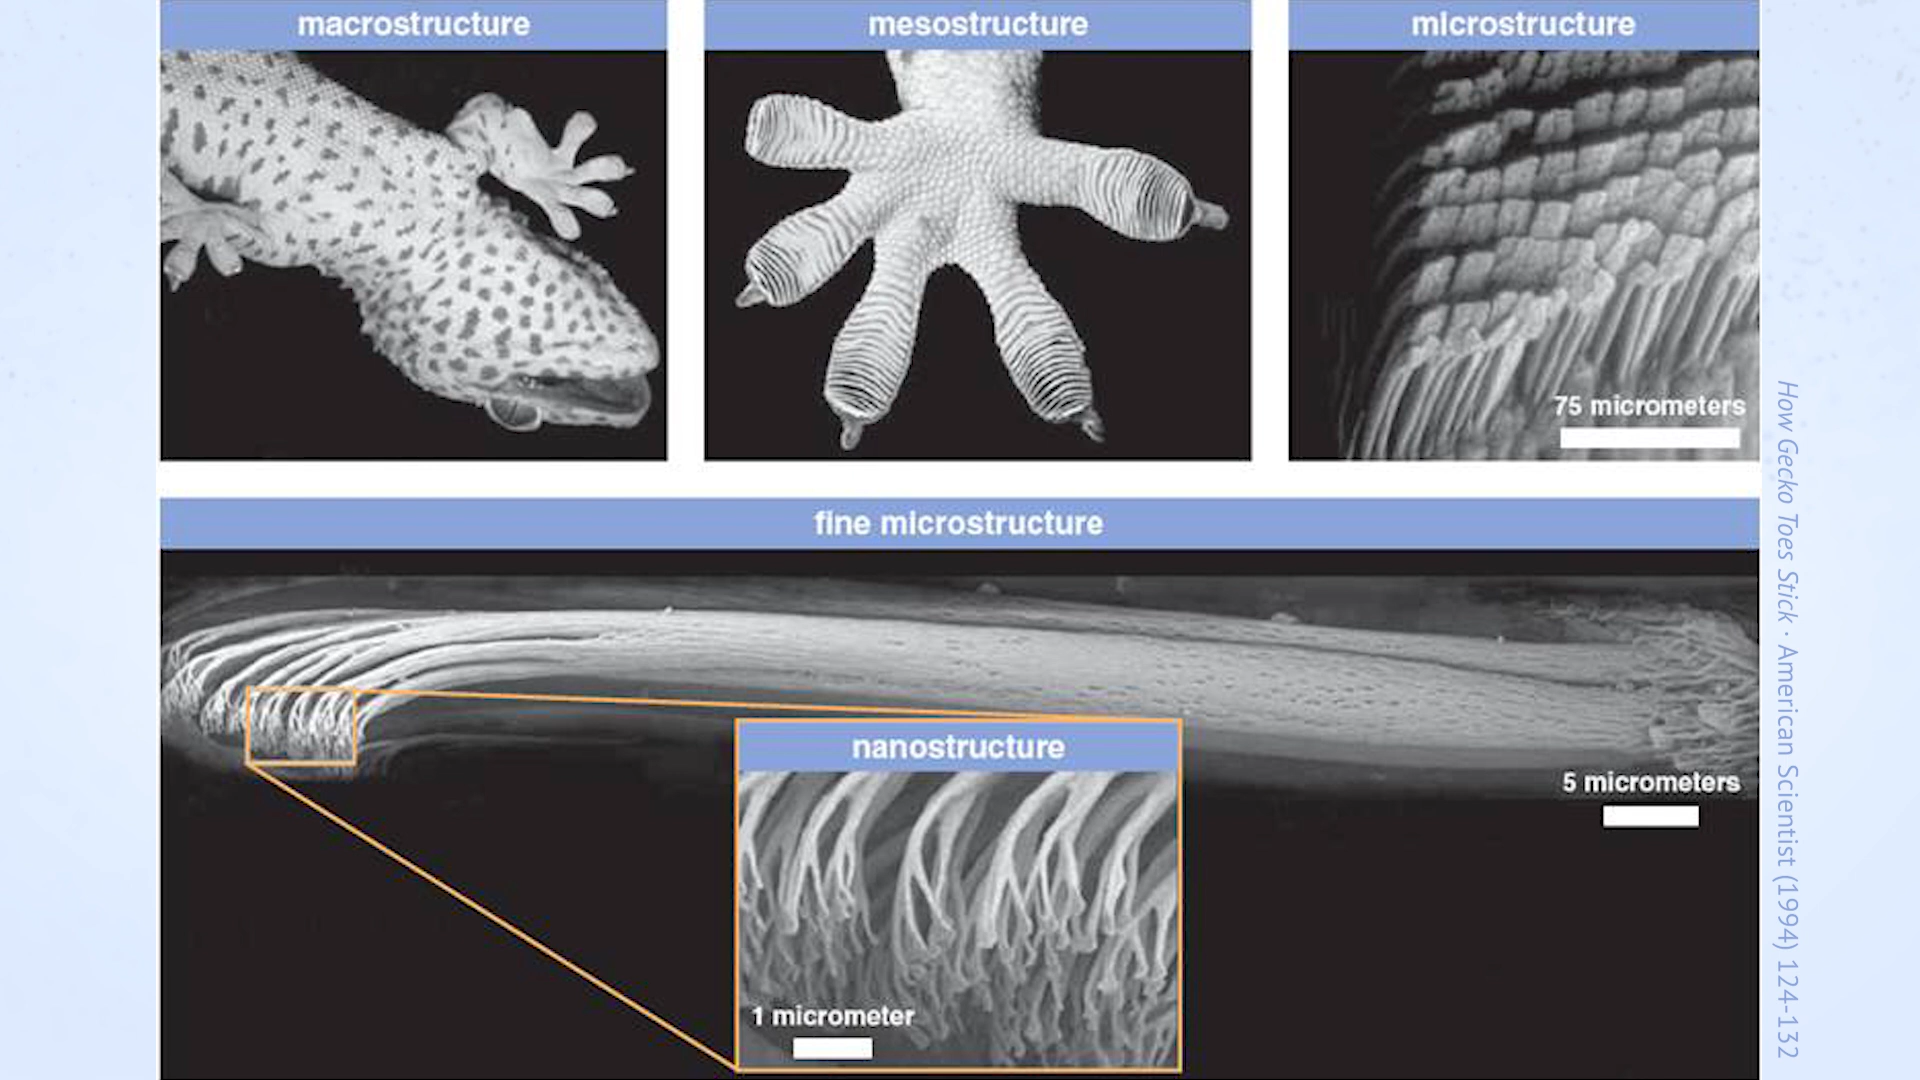 macrostructure
mesostructure
microstructure
75 micrometers
fine microstructure
nanostructure
5 micrometers
1 micrometer
How Gecko Toes Stick · American Scientist (1994) 124-132